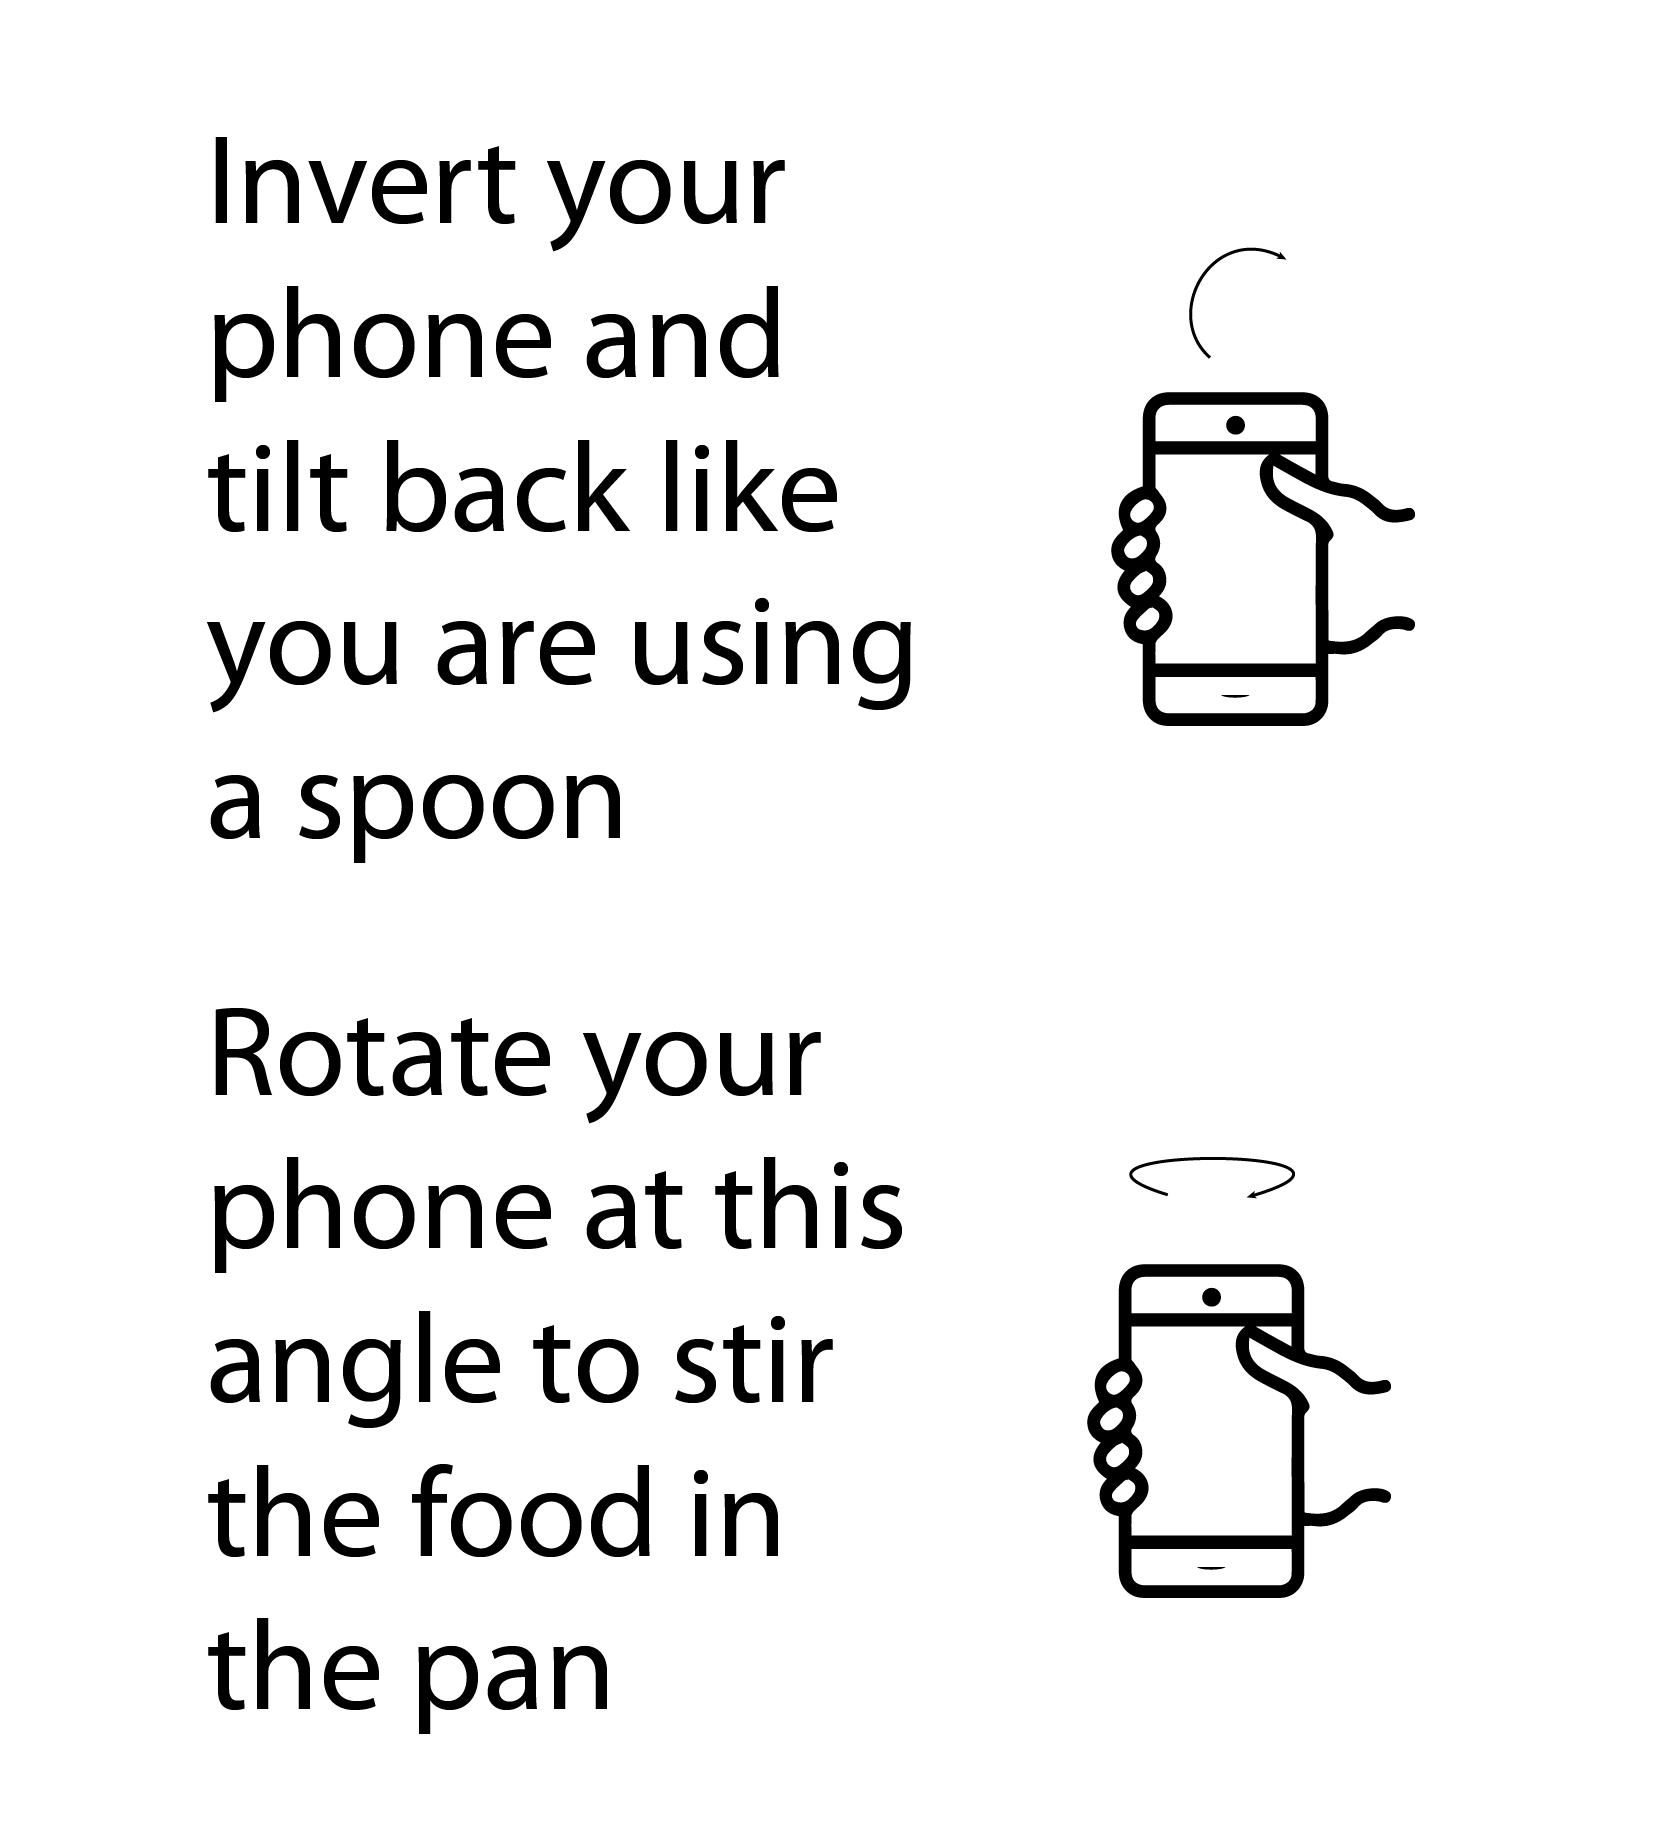 Invert your
phone and
tilt back like
you are using
a spoon
Rotate your
phone at this
angle to stir
the food in
the pan